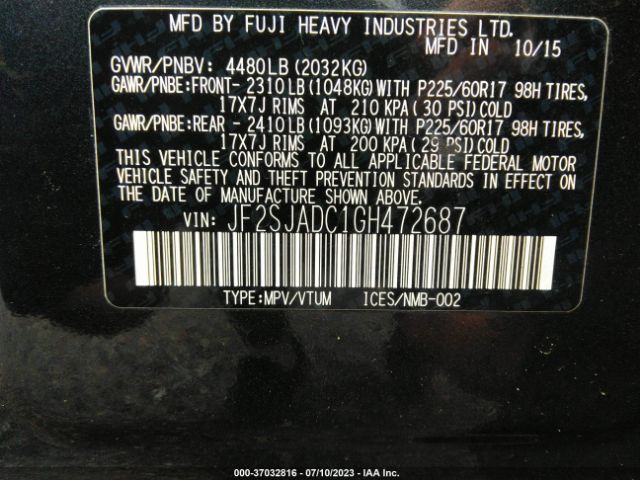 MFD BY FUJI HEAVY INDUSTRIES LTD.
MFD IN 10/15
GVWR/PNBV: 4480LB(2032KG)
GAWR/PNBE:FRONT- 2310LB(1048KG)WITH P225/60R17 98H TIRES,
17X7J RIMS AT 210 KPA(30 PSI)COLD
GAWR/PNBE:REAR - 2410LB(1093KG)WITH P225/60R17 98H TIRES,
17X7J RIMS AT 200 KPA(29 PSI)COLD
THIS VEHICLE CONFORMS TO ALL APPLICABLE FEDERAL MOTOR
VEHICLE SAFETY AND THEFT PREVENTION STANDARDS IN EFFECT ON
THE DATE OF MANUFACTURE SHOWN ABOVE.
VIN: JF2SJADC1GH472687
TYPE:MPV/VTUM ICES/NMB-002
000-37032816 - 07/10/2023 - IAA Inc.